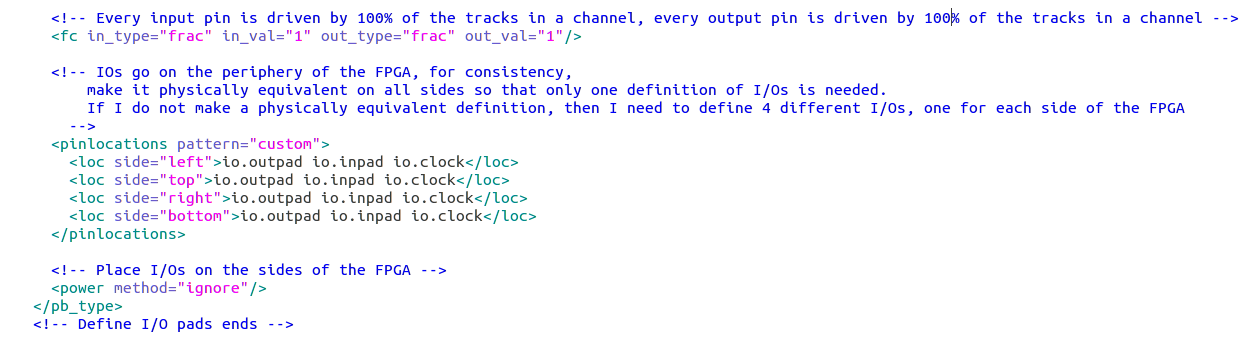 <!-- Every input pin is driven by 100% of the tracks in a channel, every output pin is driven by 100% of the tracks in a channel -->
<fc in_type="frac" in_val="1" out_type="frac" out_val="1"/>
<!-- IOs go on the periphery of the FPGA, for consistency,
make it physically equivalent on all sides so that only one definition of I/Os is needed.
If I do not make a physically equivalent definition, then I need to define 4 different I/Os, one for each side of the FPGA
-->
<pinlocations pattern="custom">
<loc side="left">io.outpad io.inpad io.clock</loc>
<loc side="top">io.outpad io.inpad io.clock</loc>
<loc side="right">io.outpad io.inpad io.clock</loc>
<loc side="bottom">io.outpad io.inpad io.clock</loc>
</pinlocations>
<!-- Place I/Os on the sides of the FPGA -->
<power method="ignore"/>
</pb_type>
<!-- Define I/O pads ends -->